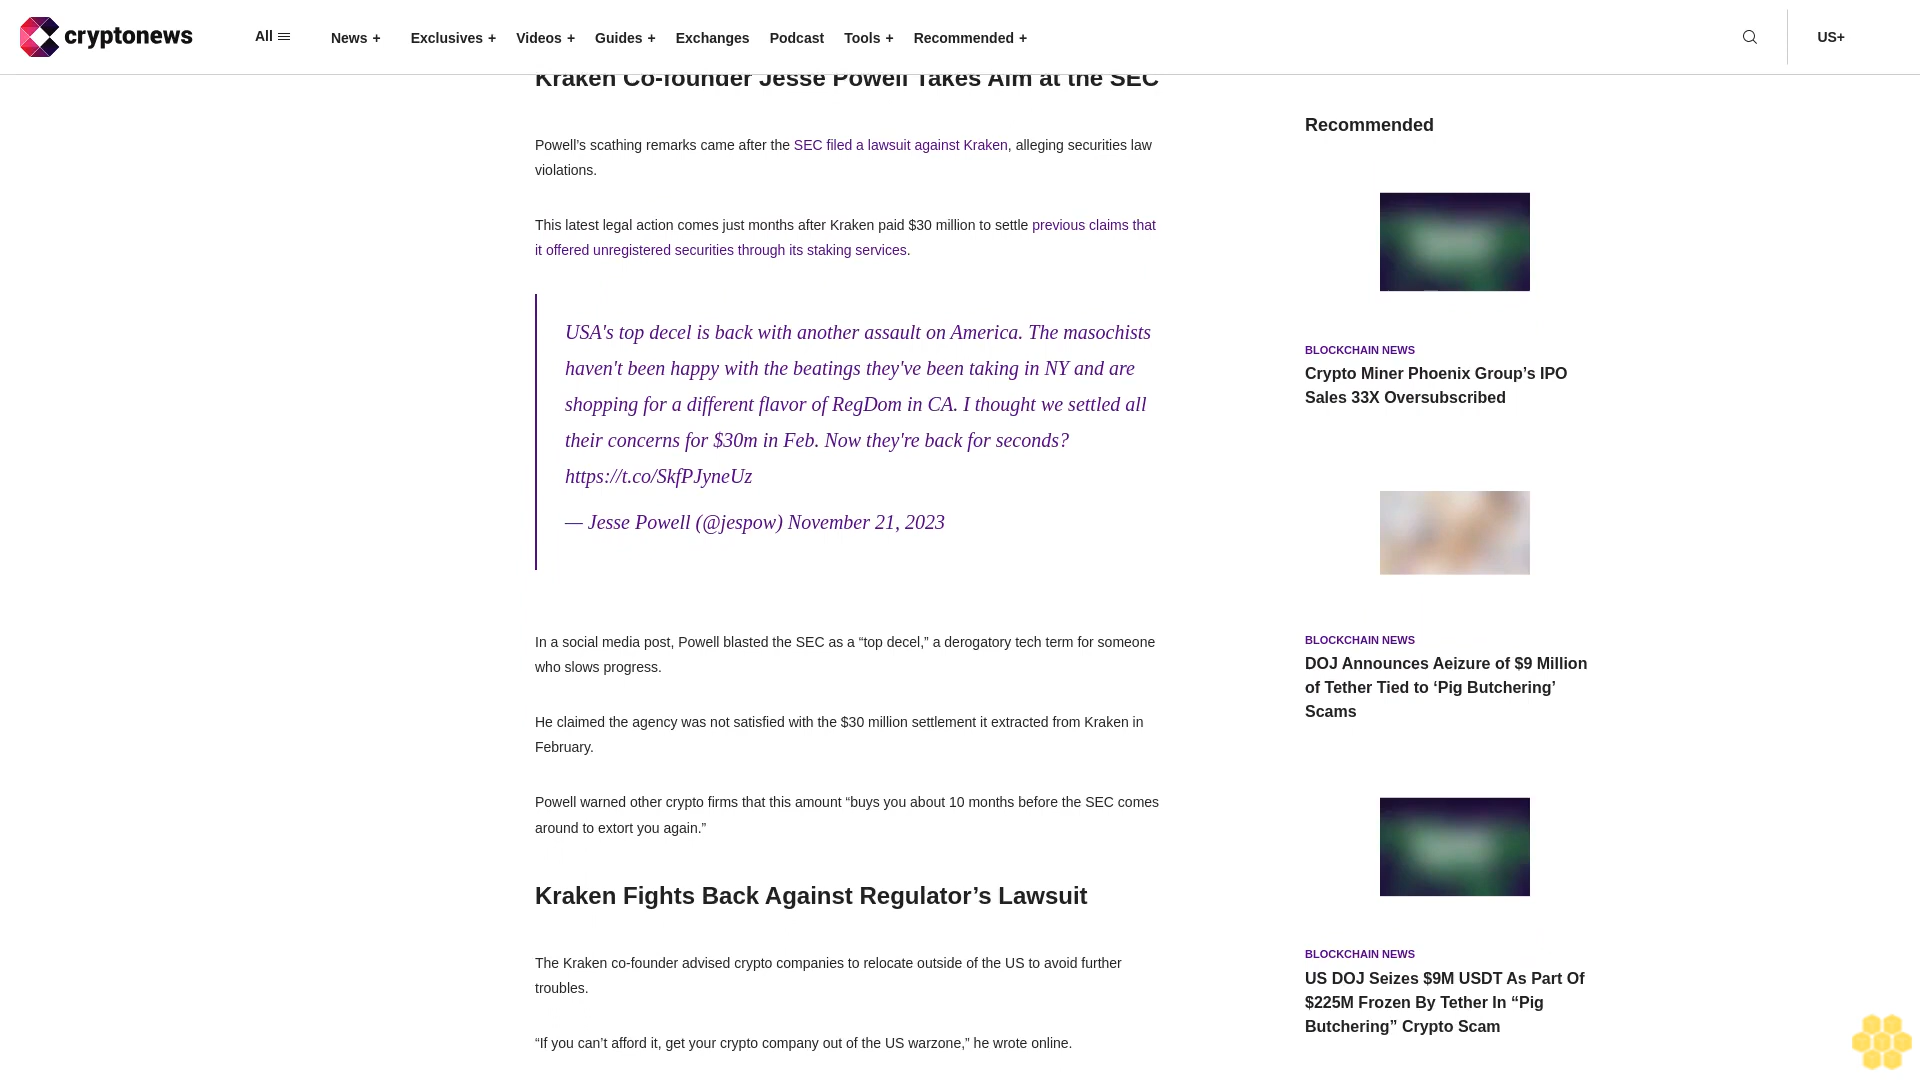 cryptonews
All
News +
Exclusives +
Videos +
Guides +
Exchanges
Podcast
Tools +
Recommended +
US+
Kraken Co-founder Jesse Powell Takes Aim at the SEC
Powell’s scathing remarks came after the SEC filed a lawsuit against Kraken, alleging securities law
violations.
This latest legal action comes just months after Kraken paid $30 million to settle previous claims that
it offered unregistered securities through its staking services.
USA's top decel is back with another assault on America. The masochists
haven't been happy with the beatings they've been taking in NY and are
shopping for a different flavor of RegDom in CA. I thought we settled all
their concerns for $30m in Feb. Now they're back for seconds?
https://t.co/SkfPJyneUz
— Jesse Powell (@jespow) November 21, 2023
In a social media post, Powell blasted the SEC as a “top decel,” a derogatory tech term for someone
who slows progress.
He claimed the agency was not satisfied with the $30 million settlement it extracted from Kraken in
February.
Powell warned other crypto firms that this amount “buys you about 10 months before the SEC comes
around to extort you again.”
Kraken Fights Back Against Regulator’s Lawsuit
The Kraken co-founder advised crypto companies to relocate outside of the US to avoid further
troubles.
“If you can’t afford it, get your crypto company out of the US warzone,” he wrote online.
Recommended
BLOCKCHAIN NEWS
Crypto Miner Phoenix Group’s IPO
Sales 33X Oversubscribed
BLOCKCHAIN NEWS
DOJ Announces Aeizure of $9 Million
of Tether Tied to ‘Pig Butchering’
Scams
BLOCKCHAIN NEWS
US DOJ Seizes $9M USDT As Part Of
$225M Frozen By Tether In “Pig
Butchering” Crypto Scam